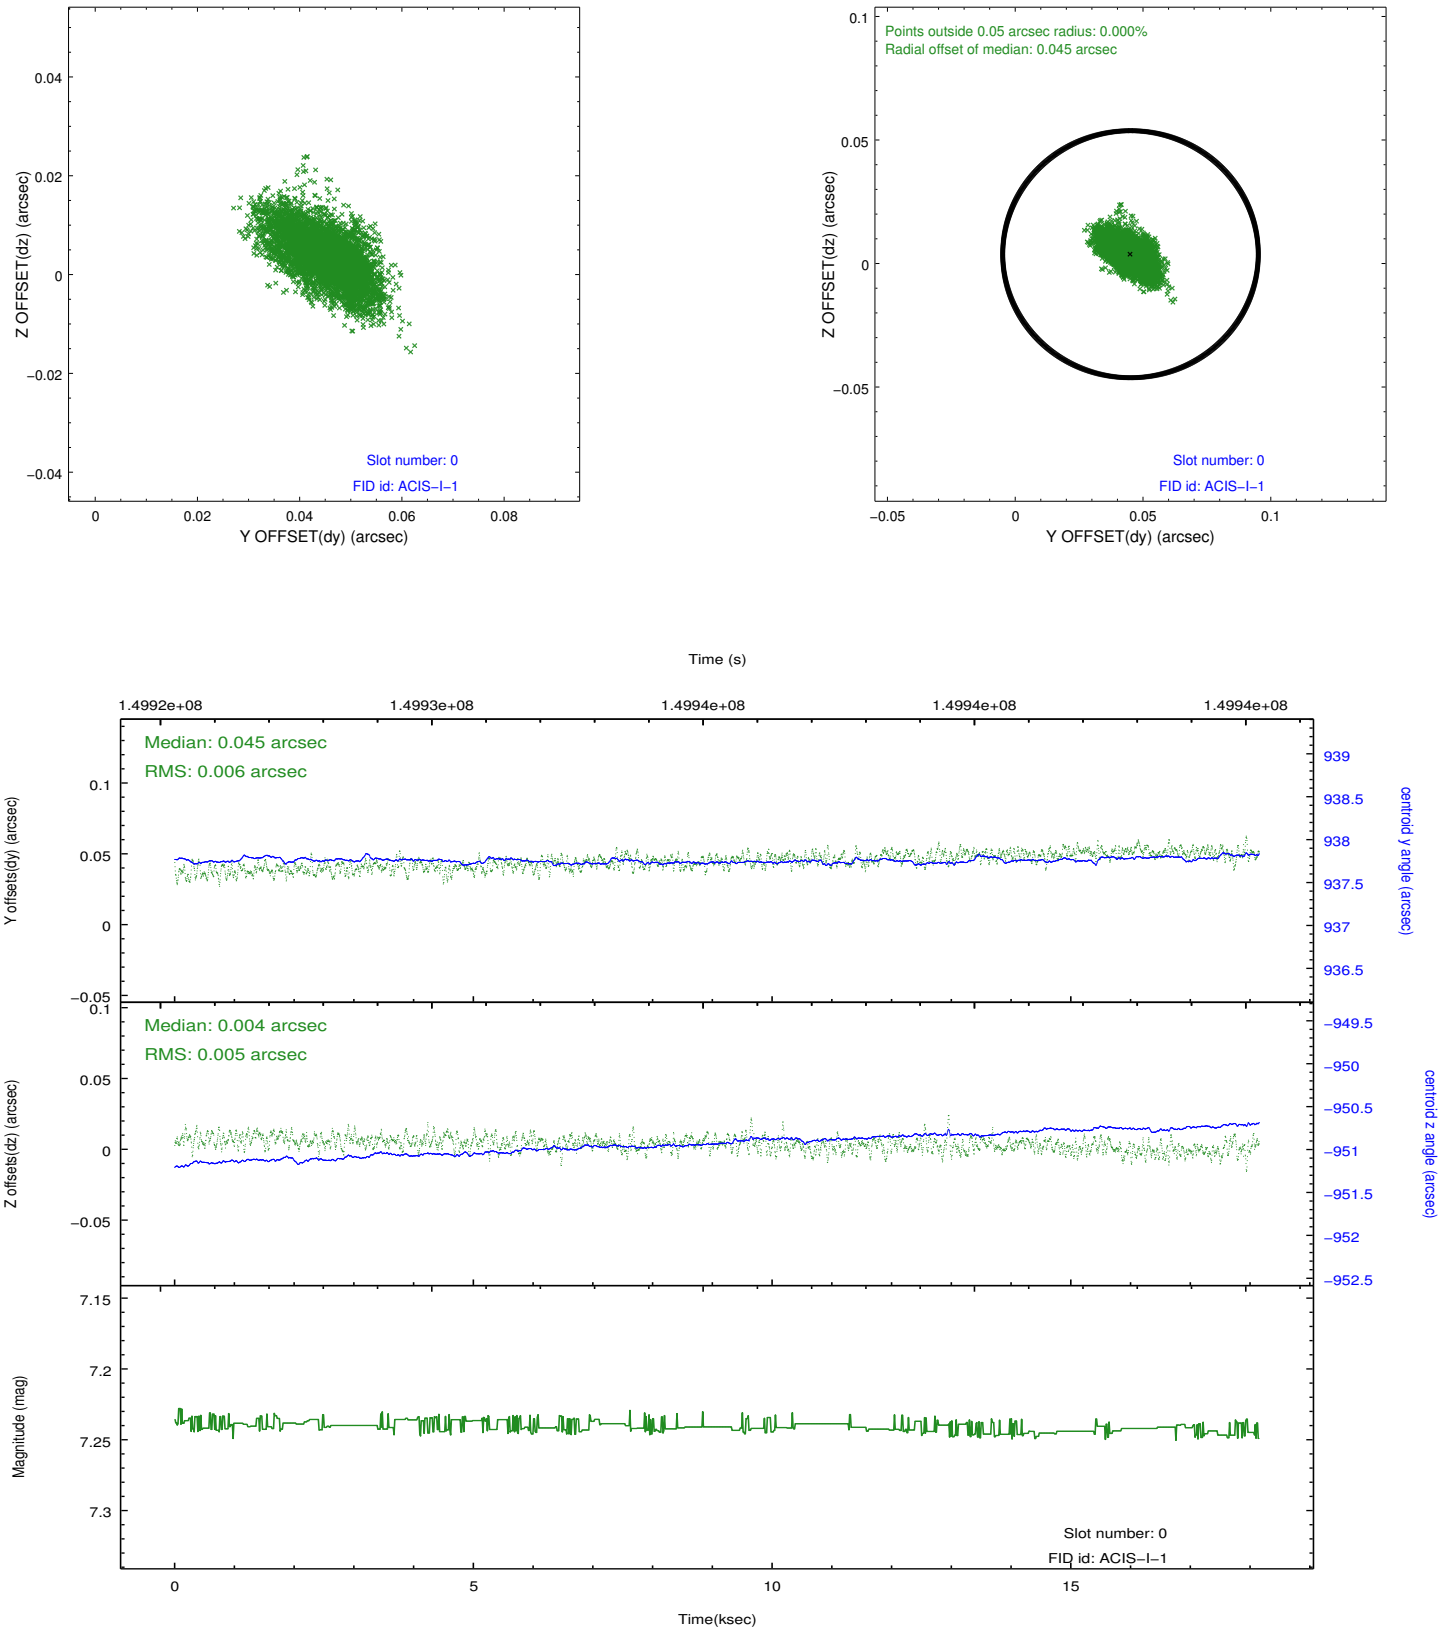 0.04
0.02
0
−0.02
−0.04
Z OFFSET(dz) (arcsec)
Slot number: 0
FID id: ACIS−I−1
0 0.02 0.04 0.06 0.08
Y OFFSET(dy) (arcsec)
Points outside 0.05 arcsec radius: 0.000%
Radial offset of median: 0.045 arcsec
0.1
0.05
0
−0.05
Z OFFSET(dz) (arcsec)
Slot number: 0
FID id: ACIS−I−1
−0.05 0 0.05 0.1
Y OFFSET(dy) (arcsec)
Time (s)
1.4992e+08 1.4993e+08 1.4994e+08 1.4994e+08 1.4994e+08
Median: 0.045 arcsec
RMS: 0.006 arcsec
0.1
0.05
0
−0.05
Y offsets(dy) (arcsec)
939
938.5
938
937.5
937
936.5
centroid y angle (arcsec)
Median: 0.004 arcsec
RMS: 0.005 arcsec
0.1
0.05
0
−0.05
Z offsets(dz) (arcsec)
−949.5
−950
−950.5
−951
−951.5
−952
−952.5
centroid z angle (arcsec)
7.15
7.2
7.25
7.3
Magnitude (mag)
Slot number: 0
FID id: ACIS−I−1
0 5 10 15
Time(ksec)